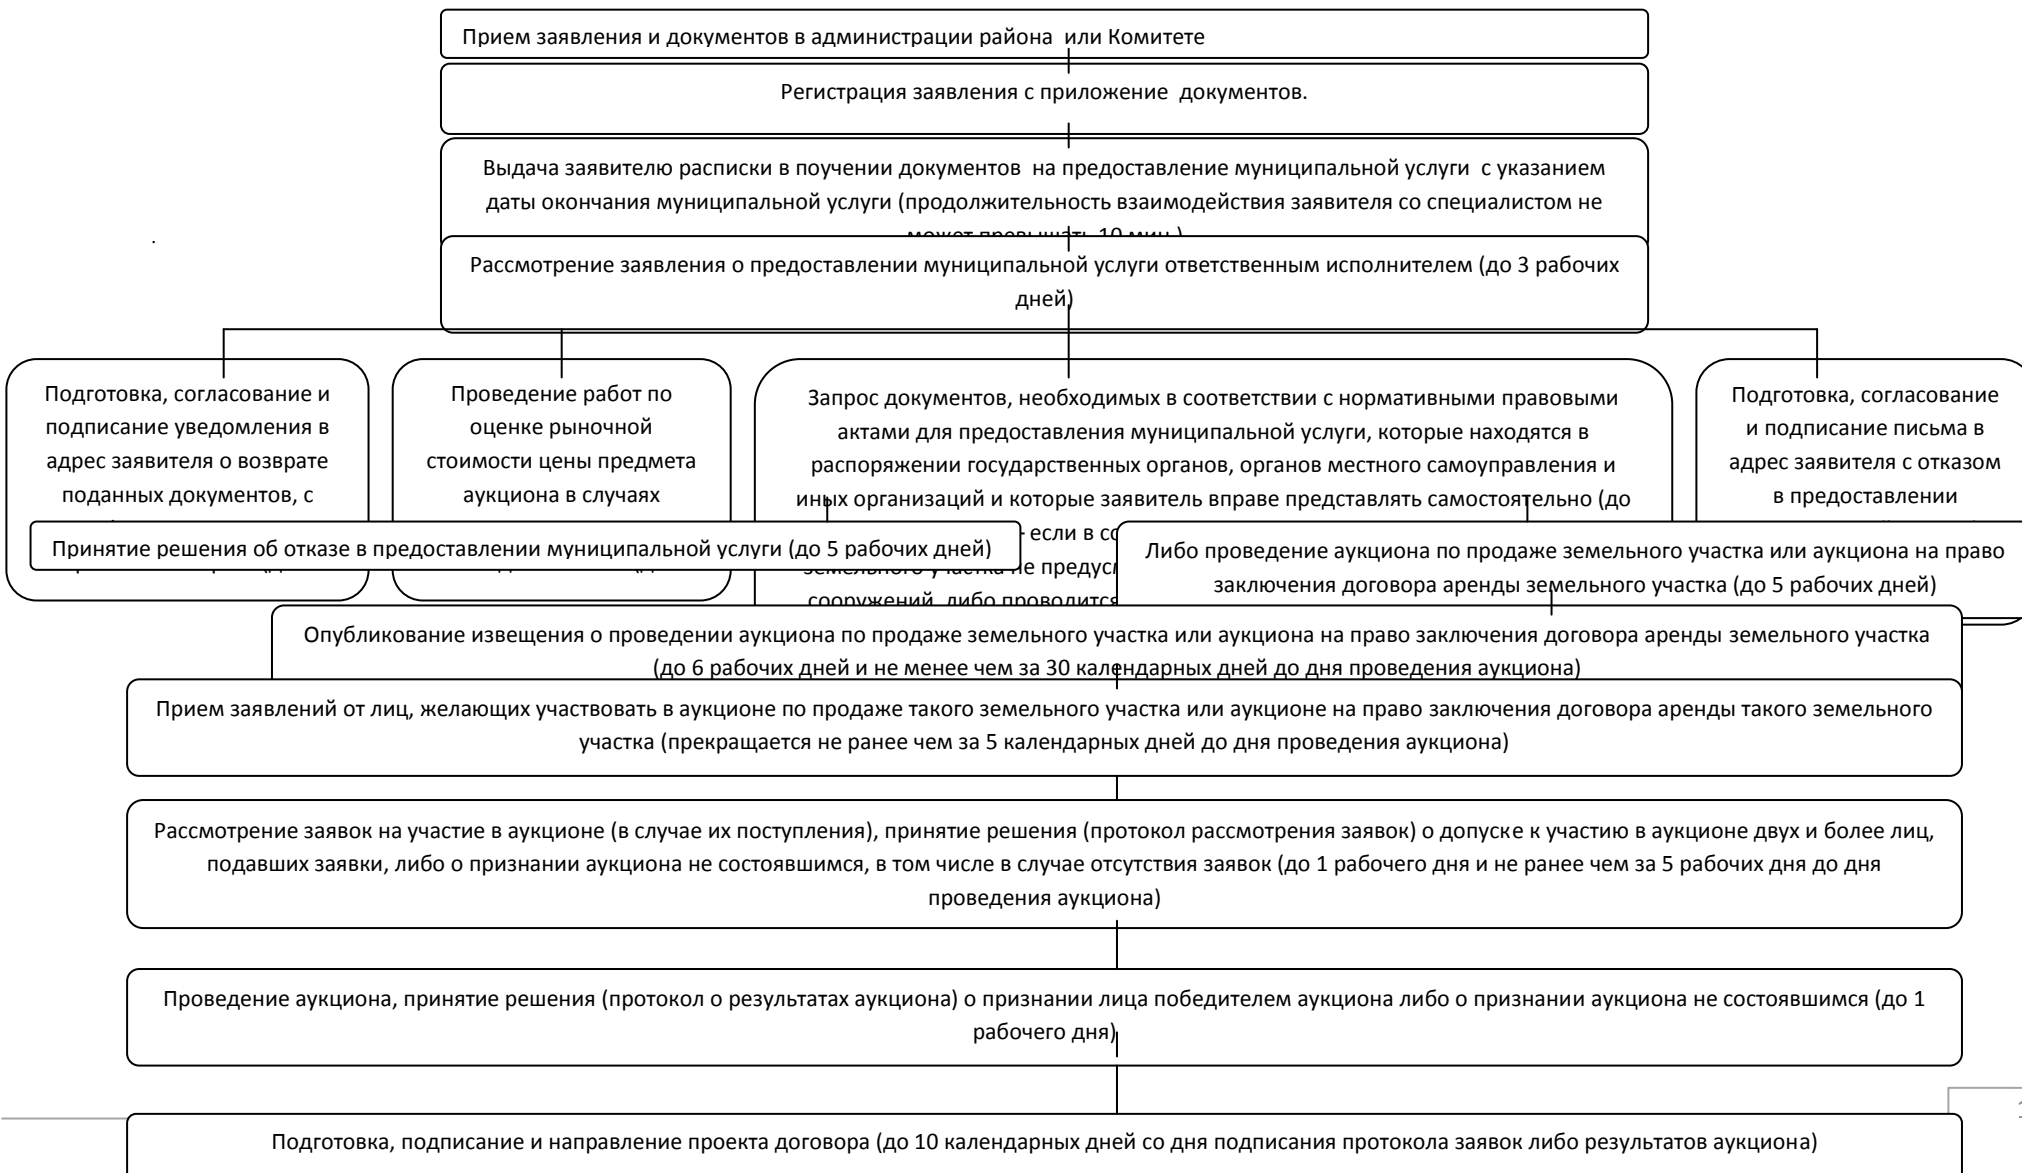 Прием заявления и документов в администрации района или Комитете
Регистрация заявления с приложение документов.
Выдача заявителю расписки в поучении документов на предоставление муниципальной услуги с указанием
даты окончания муниципальной услуги (продолжительность взаимодействия заявителя со специалистом не
может превышать 10 мин.)
.
Рассмотрение заявления о предоставлении муниципальной услуги ответственным исполнителем (до 3 рабочих
дней)
Подготовка, согласование и
подписание уведомления в
адрес заявителя о возврате
поданных документов, с
Проведение работ по
оценке рыночной
стоимости цены предмета
аукциона в случаях
Запрос документов, необходимых в соответствии с нормативными правовыми
актами для предоставления муниципальной услуги, которые находятся в
распоряжении государственных органов, органов местного самоуправления и
иных организаций и которые заявитель вправе представлять самостоятельно (до
если в
земельного участка не
сооружений, либо проводится
Подготовка, согласование
и подписание письма в
адрес заявителя с отказом
в предоставлении
Принятие решения об отказе в предоставлении муниципальной услуги (до 5 рабочих дней)
Либо проведение аукциона по продаже земельного участка или аукциона на право
заключения договора аренды земельного участка (до 5 рабочих дней)
Опубликование извещения о проведении аукциона по продаже земельного участка или аукциона на право заключения договора аренды земельного участка
(до 6 рабочих дней и не менее чем за 30 календарных дней до дня проведения аукциона)
Прием заявлений от лиц, желающих участвовать в аукционе по продаже такого земельного участка или аукционе на право заключения договора аренды такого земельного
участка (прекращается не ранее чем за 5 календарных дней до дня проведения аукциона)
Рассмотрение заявок на участие в аукционе (в случае их поступления), принятие решения (протокол рассмотрения заявок) о допуске к участию в аукционе двух и более лиц,
подавших заявки, либо о признании аукциона не состоявшимся, в том числе в случае отсутствия заявок (до 1 рабочего дня и не ранее чем за 5 рабочих дня до дня
проведения аукциона)
Проведение аукциона, принятие решения (протокол о результатах аукциона) о признании лица победителем аукциона либо о признании аукциона не состоявшимся (до 1
рабочего дня)
Подготовка, подписание и направление проекта договора (до 10 календарных дней со дня подписания протокола заявок либо результатов аукциона)